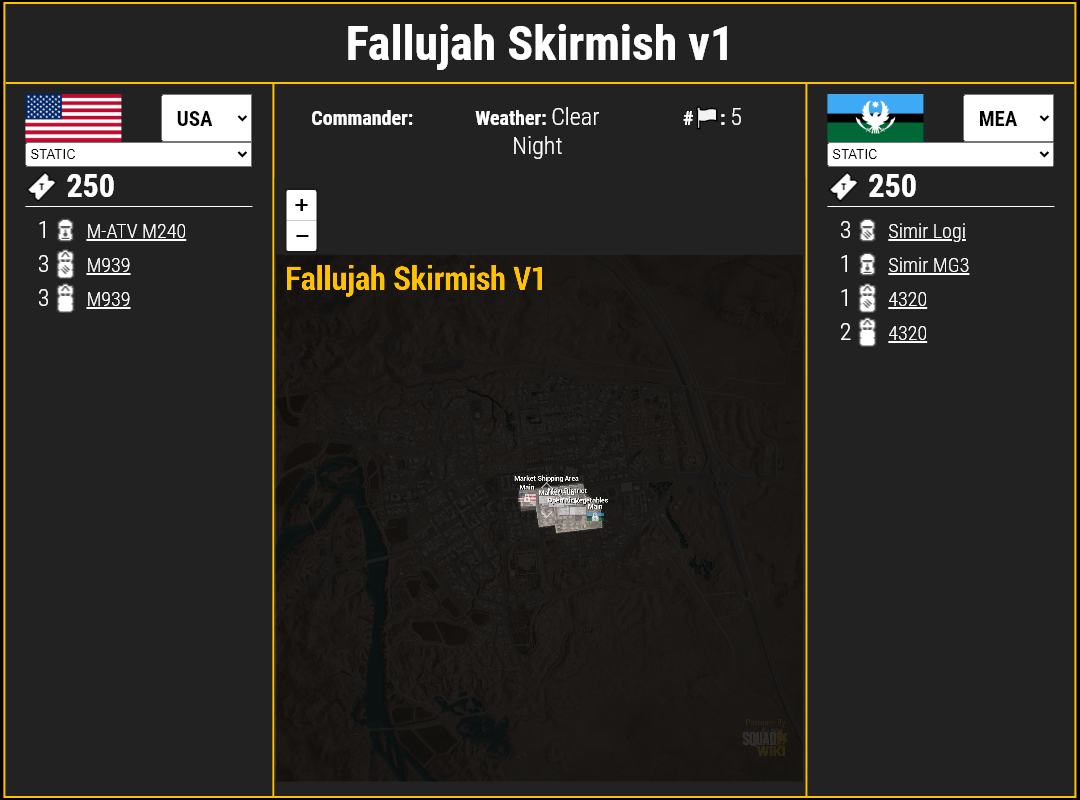 Fallujah Skirmish v1
USA
STATIC
T 250
1 M-ATV M240
3 M939
3 M939
Commander:
Weather: Clear
Night
# : 5
+
−
Fallujah Skirmish V1
Market Shipping Area
Main
Main
Powered By
SQUAD
WIKI
MEA
STATIC
T 250
3 Simir Logi
1 Simir MG3
1 4320
2 4320